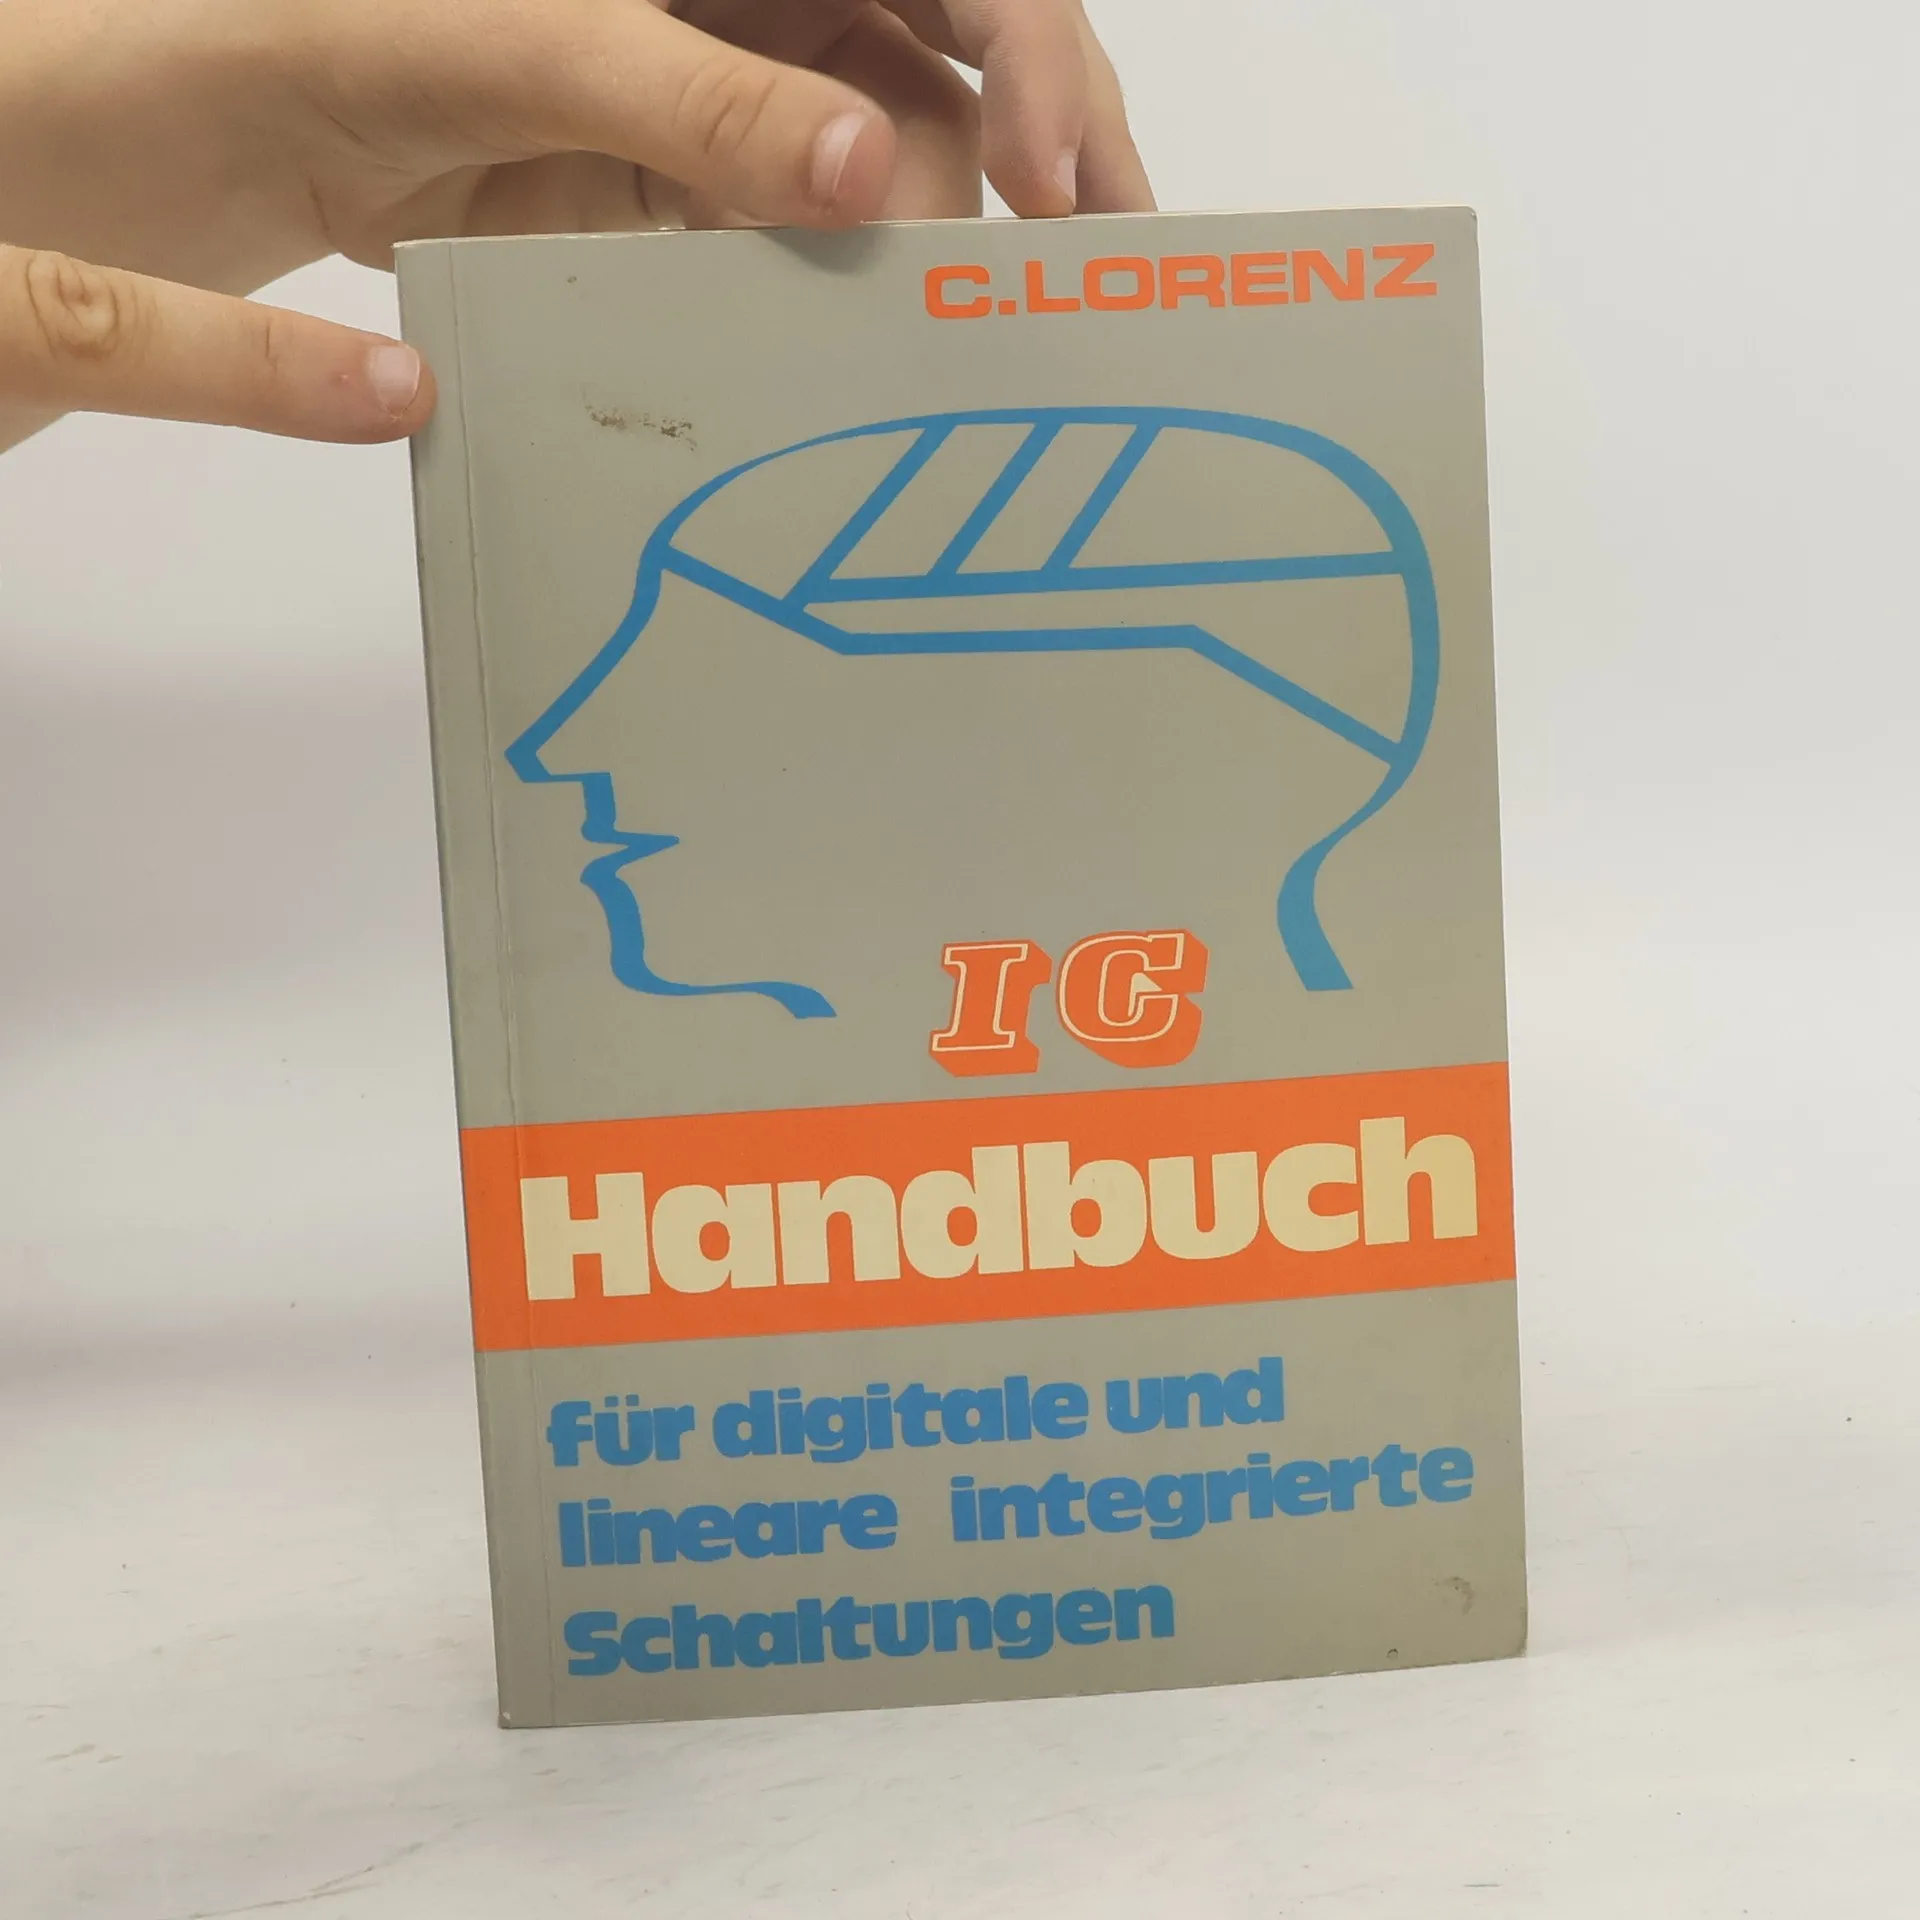 C.LORENZ
IC
Handbuch
für digitale und
lineare integrierte
Schaltungen